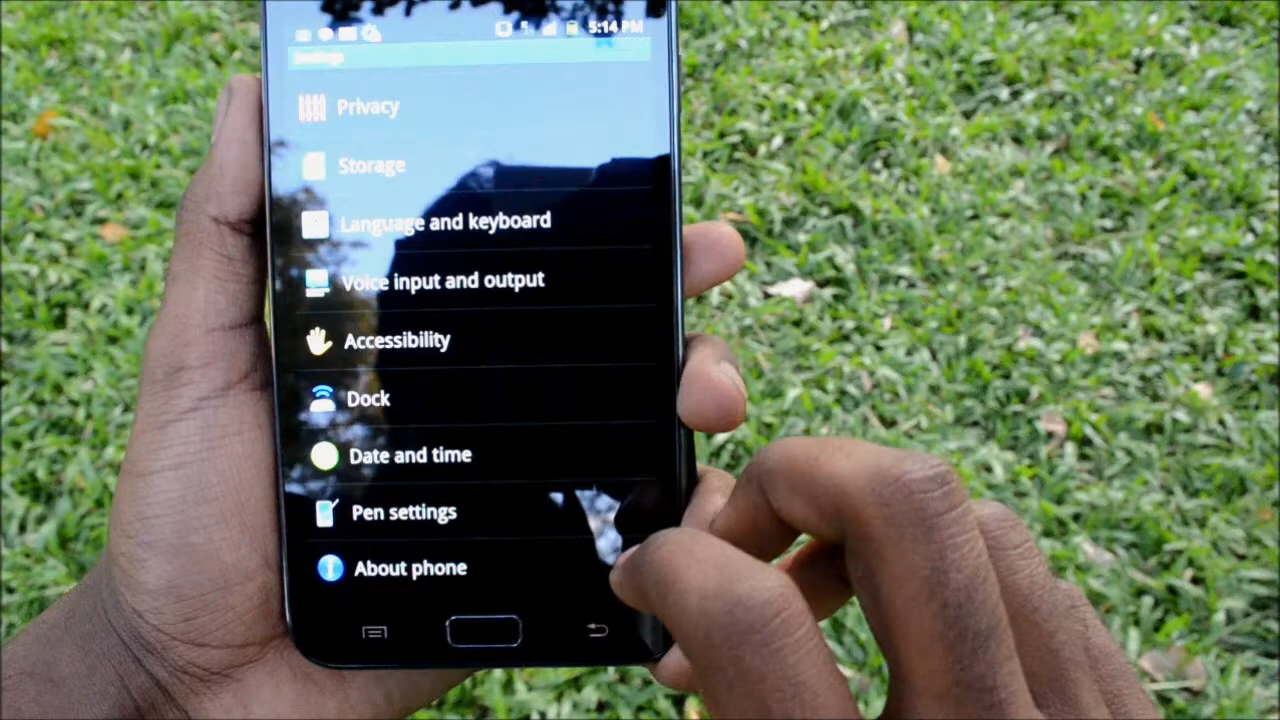 5:14 PM
Settings
Privacy
Storage
Language and keyboard
Voice input and output
Accessibility
Dock
Date and time
Pen settings
About phone